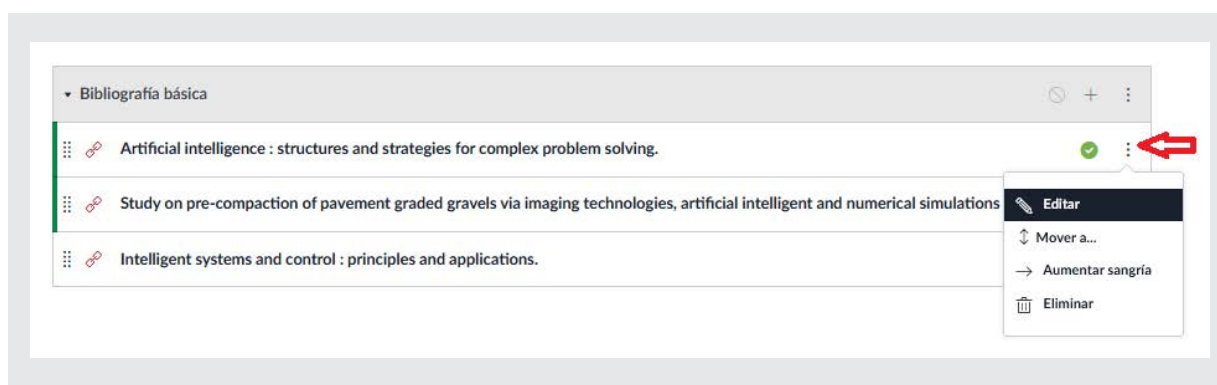 Bibliografía básica
Artificial intelligence : structures and strategies for complex problem solving.
Study on pre-compaction of pavement graded gravels via imaging technologies, artificial intelligent and numerical simulations
Editar
Mover a...
Intelligent systems and control : principles and applications.
Aumentar sangría
Eliminar